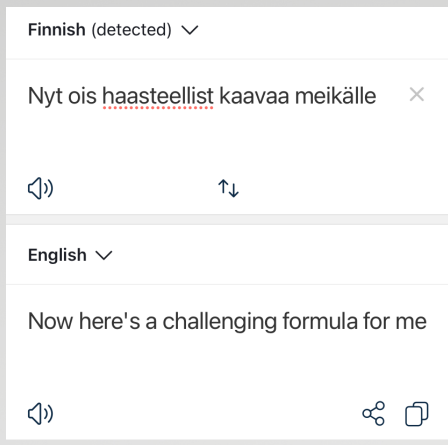 Finnish (detected)
Nyt ois haasteellist kaavaa meikälle
English
Now here's a challenging formula for me